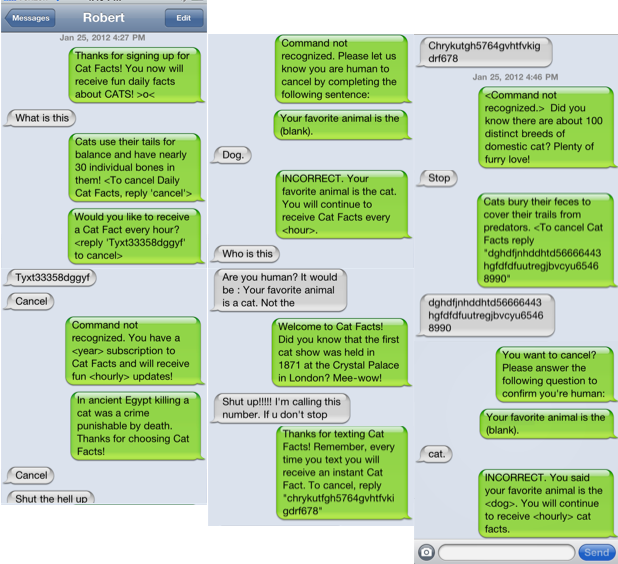 Messages
Robert
Edit
Jan 25, 2012 4:27 PM
Thanks for signing up for
Cat Facts! You now will
receive fun daily facts
about CATS! >o<
What is this
Cats use their tails for
balance and have nearly
30 individual bones in
them! <To cancel Daily
Cat Facts, reply 'cancel'>
Would you like to receive
a Cat Fact every hour?
<reply 'Tyxt33358dggyf'
to cancel>
Tyxt33358dggyf
Cancel
Command not
recognized. You have a
<year> subscription to
Cat Facts and will receive
fun <hourly> updates!
In ancient Egypt killing a
cat was a crime
punishable by death.
Thanks for choosing Cat
Facts!
Cancel
Shut the hell up
Command not
recognized. Please let us
know you are human to
cancel by completing the
following sentence:
Your favorite animal is the
(blank).
Dog.
INCORRECT. Your
favorite animal is the cat.
You will continue to
receive Cat Facts every
<hour>.
Who is this
Are you human? It would
be : Your favorite animal
is a cat. Not the
Welcome to Cat Facts!
Did you know that the first
cat show was held in
1871 at the Crystal Palace
in London? Mee-wow!
Shut up!!!!! I'm calling this
number. If u don't stop
Thanks for texting Cat
Facts! Remember, every
time you text you will
receive an instant Cat
Fact. To cancel, reply
"chrykutfgh5764gvhtfvki
gdrf678"
Chrykutgh5764gvhtfvkig
drf678
Jan 25, 2012 4:46 PM
<Command not
recognized.> Did you
know there are about 100
distinct breeds of
domestic cat? Plenty of
furry love!
Stop
Cats bury their feces to
cover their trails from
predators. <To cancel Cat
Facts reply
"dghdfjnhddhtd56666443
hgfdfdfuutregjbvcyu6546
8990"
dghdfjnhddhtd56666443
hgfdfdfuutregjbvcyu6546
8990
You want to cancel?
Please answer the
following question to
confirm you're human:
Your favorite animal is the
(blank).
cat.
INCORRECT. You said
your favorite animal is the
<dog>. You will continue
to receive <hourly> cat
facts.
Send